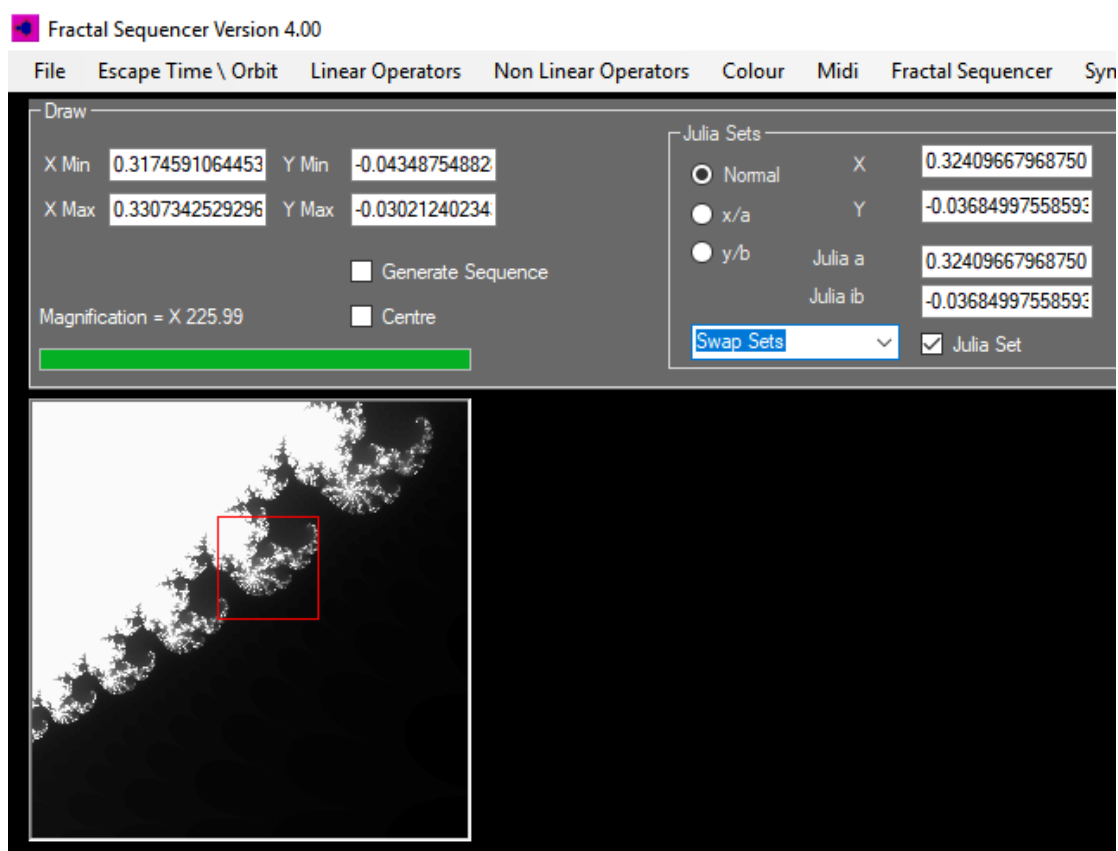 Fractal Sequencer Version 4.00
File Escape Time \ Orbit Linear Operators Non Linear Operators Colour Midi Fractal Sequencer Syn
Draw
X Min 0.3174591064453 Y Min -0.04348754882
X Max 0.3307342529296 Y Max -0.0302124023
Generate Sequence
Magnification = X 225.99 Centre
Julia Sets
Normal X 0.32409667968750
x/a Y -0.03684997558593
y/b Julia a 0.32409667968750
Julia ib -0.03684997558593
Swap Sets Julia Set